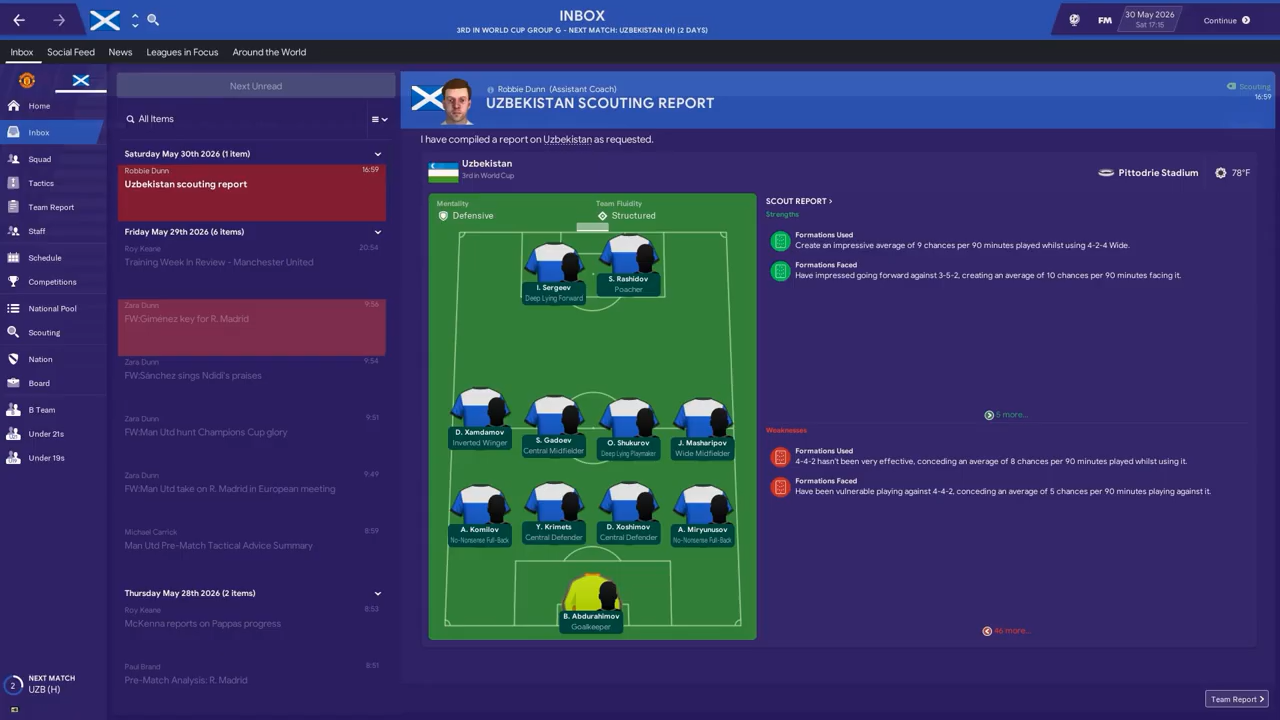 INBOX
3RD IN WORLD CUP GROUP G - NEXT MATCH: UZBEKISTAN (H) (2 DAYS)
FM
30 May 2026
Sat 17:15
Continue
Inbox
Social Feed
News
Leagues in Focus
Around the World
Home
Inbox
Squad
Tactics
Team Report
Staff
Schedule
Competitions
National Pool
Scouting
Nation
Board
B Team
Under 21s
Under 19s
2
NEXT MATCH
UZB (H)
Next Unread
All Items
Saturday May 30th 2026 (1 item)
Robbie Dunn 16:59
Uzbekistan scouting report
Friday May 29th 2026 (6 items)
Roy Keane 20:54
Training Week In Review - Manchester United
Zara Dunn 9:56
FW:Giménez key for R. Madrid
Zara Dunn 9:54
FW:Sánchez sings Ndidi's praises
Zara Dunn 9:51
FW:Man Utd hunt Champions Cup glory
Zara Dunn 9:49
FW:Man Utd take on R. Madrid in European meeting
Michael Carrick 8:59
Man Utd Pre-Match Tactical Advice Summary
Thursday May 28th 2026 (2 items)
Roy Keane 8:53
McKenna reports on Pappas progress
Paul Brand 8:51
Pre-Match Analysis: R. Madrid
Robbie Dunn (Assistant Coach)
UZBEKISTAN SCOUTING REPORT
Scouting
16:59
I have compiled a report on Uzbekistan as requested.
Uzbekistan
3rd in World Cup
Pittodrie Stadium
78°F
Mentality
Defensive
Team Fluidity
Structured
I. Sergeev
Deep Lying Forward
S. Rashidov
Poacher
D. Xamdamov
Inverted Winger
S. Gadoev
Central Midfielder
O. Shukurov
Deep Lying Playmaker
J. Masharipov
Wide Midfielder
A. Komilov
No-Nonsense Full-Back
Y. Krimets
Central Defender
D. Xoshimov
Central Defender
A. Miryunusov
No-Nonsense Full-Back
B. Abdurahimov
Goalkeeper
SCOUT REPORT >
Strengths
Formations Used
Create an impressive average of 9 chances per 90 minutes played whilst using 4-2-4 Wide.
Formations Faced
Have impressed going forward against 3-5-2, creating an average of 10 chances per 90 minutes facing it.
5 more...
Weaknesses
Formations Used
4-4-2 hasn't been very effective, conceding an average of 8 chances per 90 minutes played whilst using it.
Formations Faced
Have been vulnerable playing against 4-4-2, conceding an average of 5 chances per 90 minutes playing against it.
46 more...
Team Report >